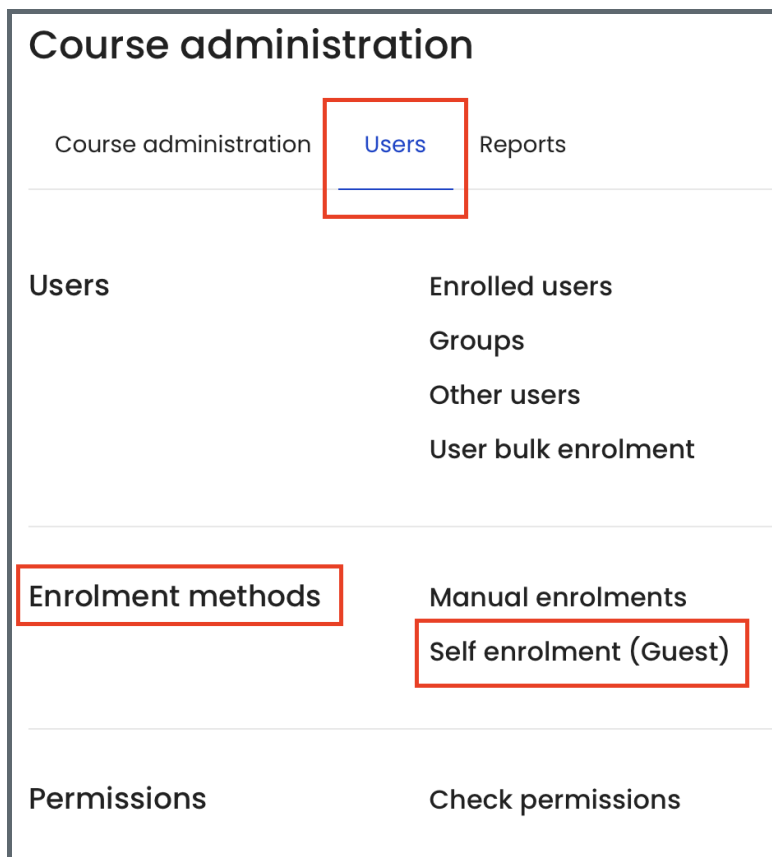 Course administration
Course administration Users Reports
Users Enrolled users
Groups
Other users
User bulk enrolment
Enrolment methods Manual enrolments
Self enrolment (Guest)
Permissions Check permissions